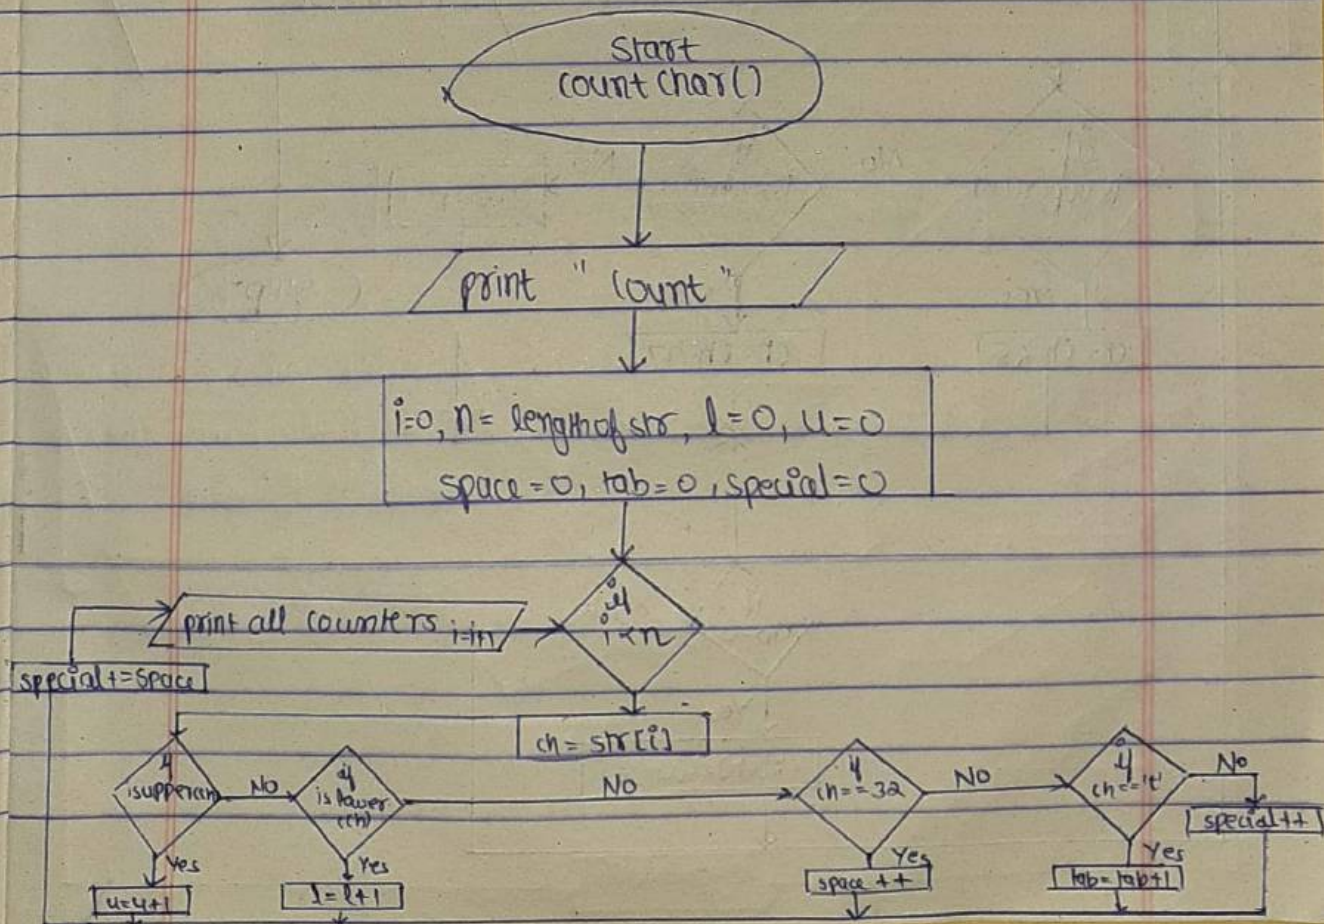 Start
count char()
print " Count "
i=0, n= length of str, l=0, u=0
space=0, tab=0, special=0
if
i<n
print all counters i=i+1
special+=space
ch= str[i]
if
isupper(ch)
NO
if
is lower
(ch)
NO
if
ch==32
NO
if
ch=='t'
No
special++
Yes
u=u+1
Yes
l=l+1
Yes
space ++
Yes
tab=tab+1